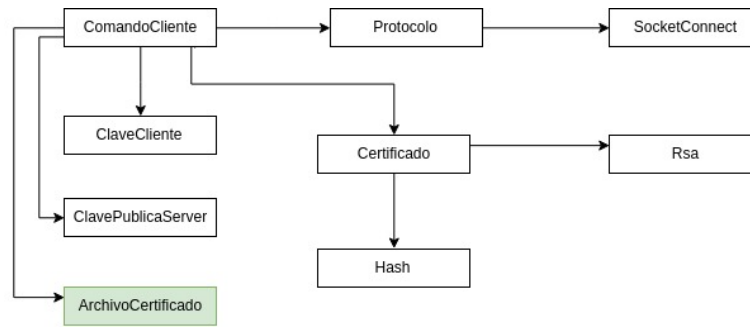 ComandoCliente
Protocolo
SocketConnect
ClaveCliente
Certificado
Rsa
ClavePublicaServer
Hash
ArchivoCertificado